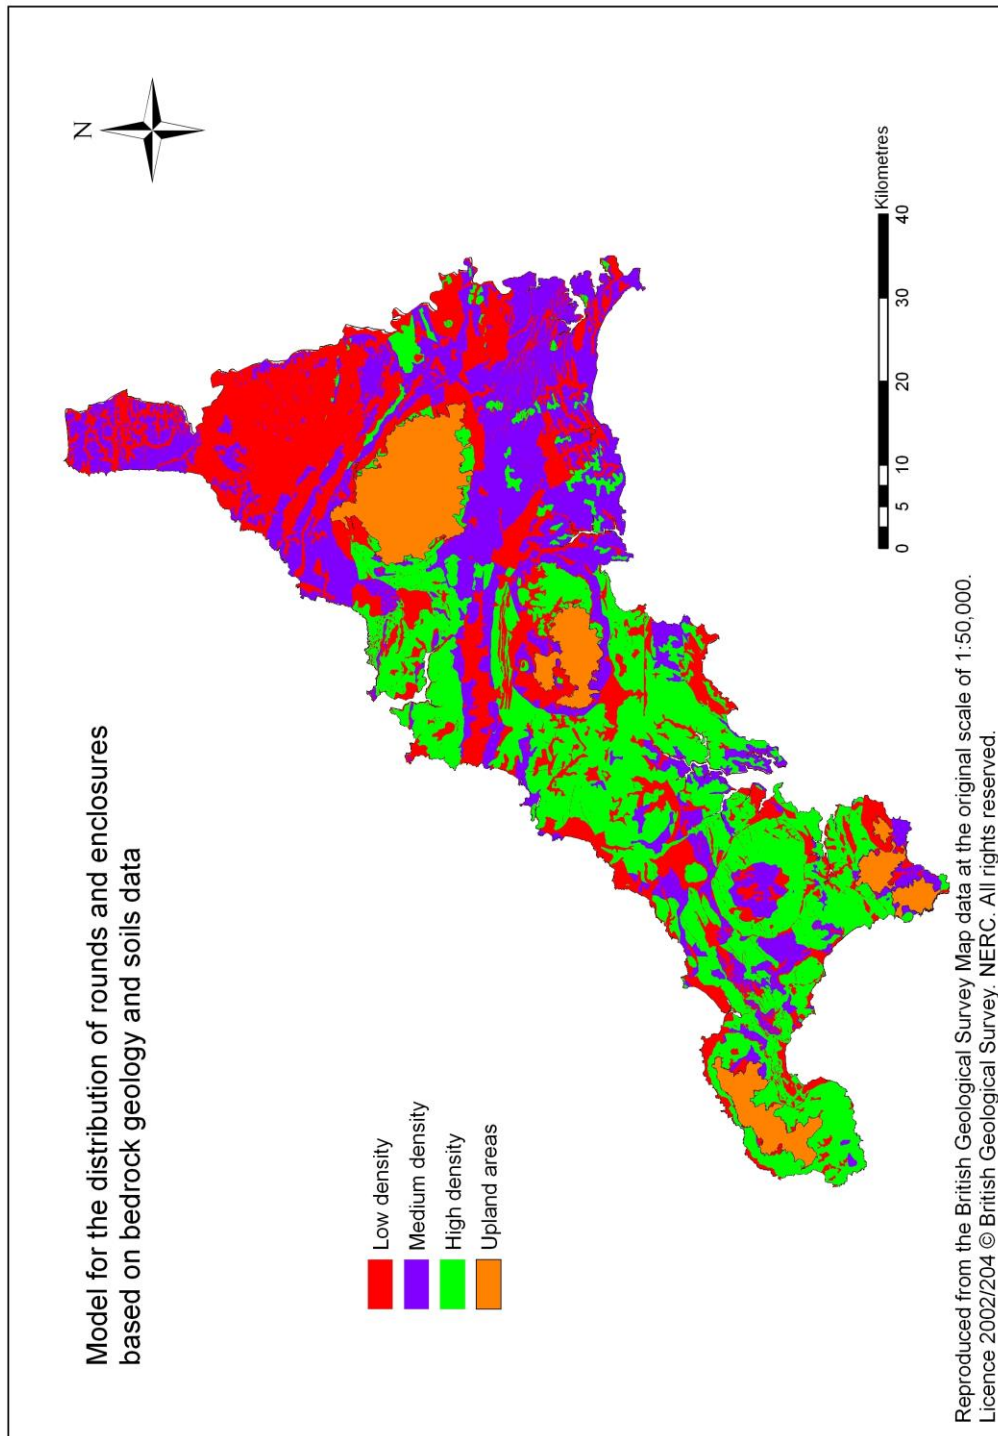 Model for the distribution of rounds and enclosures
based on bedrock geology and soils data
N
Low density
Medium density
High density
Upland areas
Kilometres
0 5 10 20 30 40
Reproduced from the British Geological Survey Map data at the original scale of 1:50,000.
Licence 2002/204 © British Geological Survey. NERC. All rights reserved.